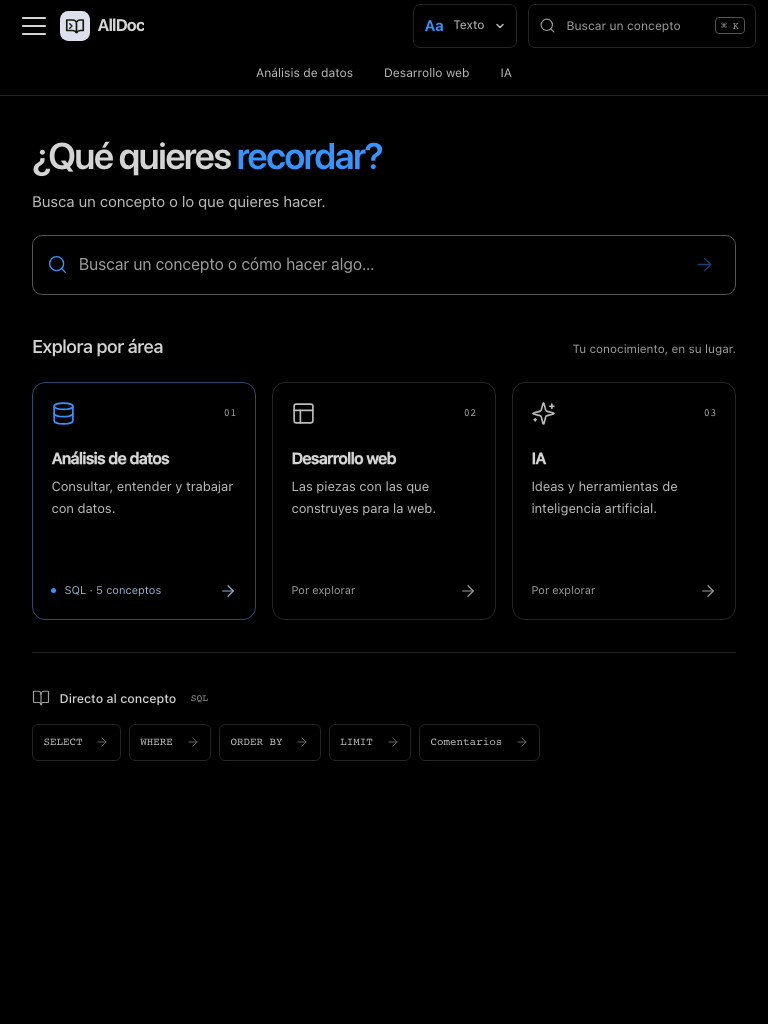 AllDoc
Aa Texto
Buscar un concepto ⌘ K
Análisis de datos Desarrollo web IA
¿Qué quieres recordar?
Busca un concepto o lo que quieres hacer.
Buscar un concepto o cómo hacer algo...
Explora por área
Tu conocimiento, en su lugar.
01
Análisis de datos
Consultar, entender y trabajar
con datos.
SQL · 5 conceptos
02
Desarrollo web
Las piezas con las que
construyes para la web.
Por explorar
03
IA
Ideas y herramientas de
inteligencia artificial.
Por explorar
Directo al concepto SQL
SELECT WHERE ORDER BY LIMIT Comentarios